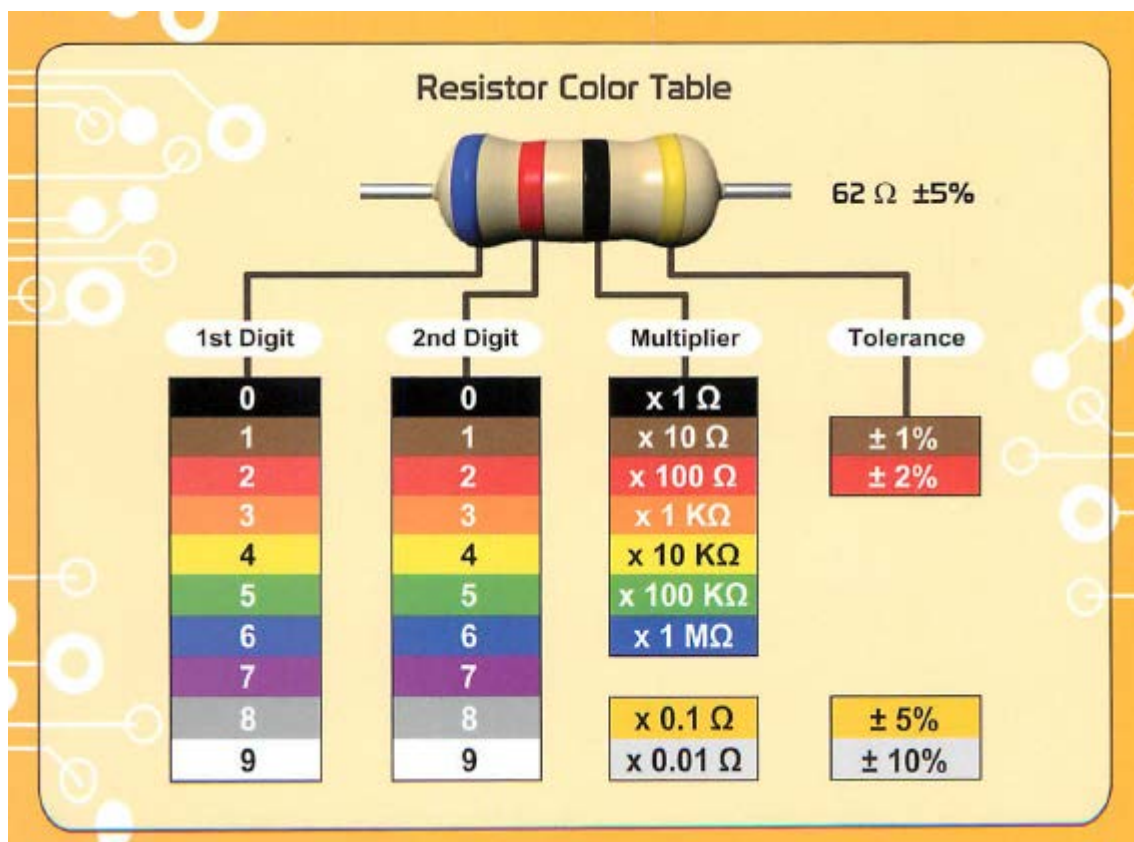 Resistor Color Table
62 Ω ±5%
1st Digit 2nd Digit Multiplier Tolerance
0 0 x 1 Ω
1 1 x 10 Ω ± 1%
2 2 x 100 Ω ± 2%
3 3 x 1 KΩ
4 4 x 10 KΩ
5 5 x 100 KΩ
6 6 x 1 MΩ
7 7
8 8 x 0.1 Ω ± 5%
9 9 x 0.01 Ω ± 10%